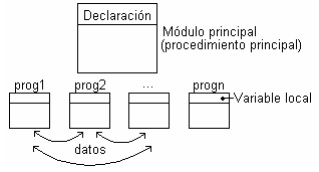 Declaración
Módulo principal
(procedimiento principal)
prog1 prog2 ... progn
Variable local
datos